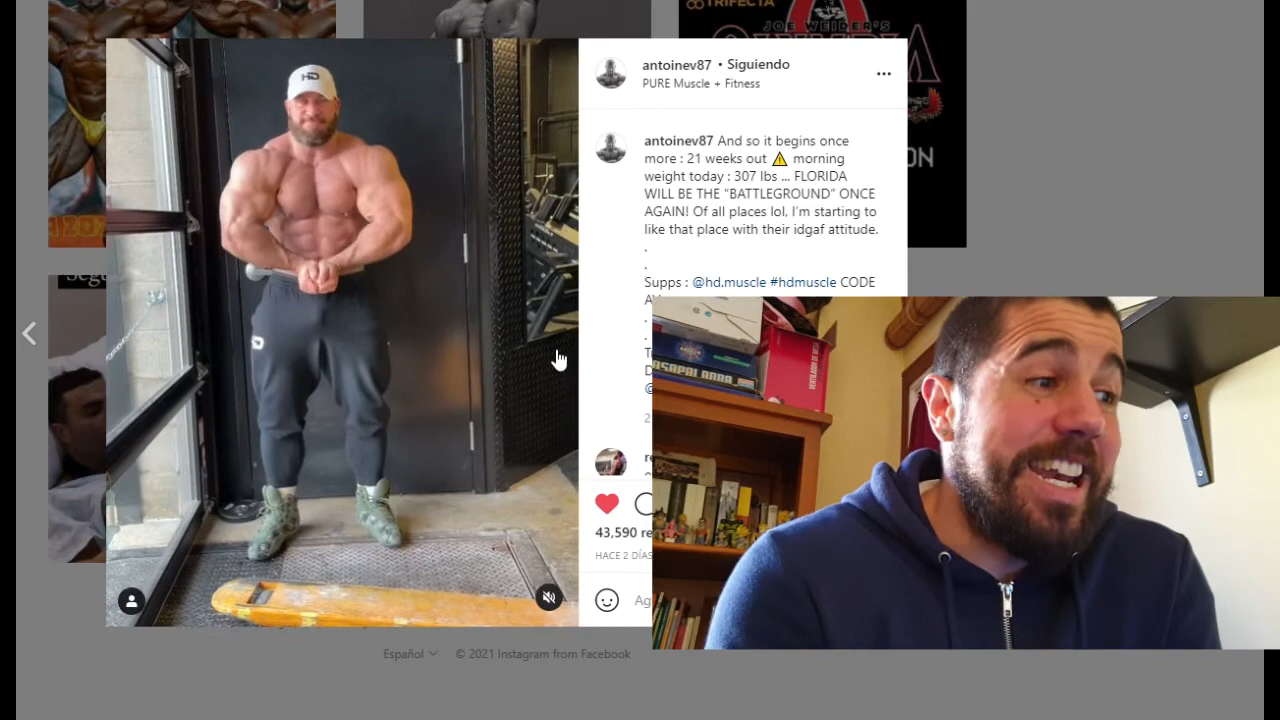 TRIFECTA
JOE WEIDER'S
antoinev87 • Siguiendo
PURE Muscle + Fitness
HD
antoinev87 And so it begins once
more : 21 weeks out ⚠ morning
weight today : 307 lbs ... FLORIDA
WILL BE THE “BATTLEGROUND” ONCE
AGAIN! Of all places lol, I’m starting to
like that place with their idgaf attitude.
.
.
Supps : @hd.muscle #hdmuscle CODE
.
.
43,590
HACE 2 DÍAS
Español
© 2021 Instagram from Facebook